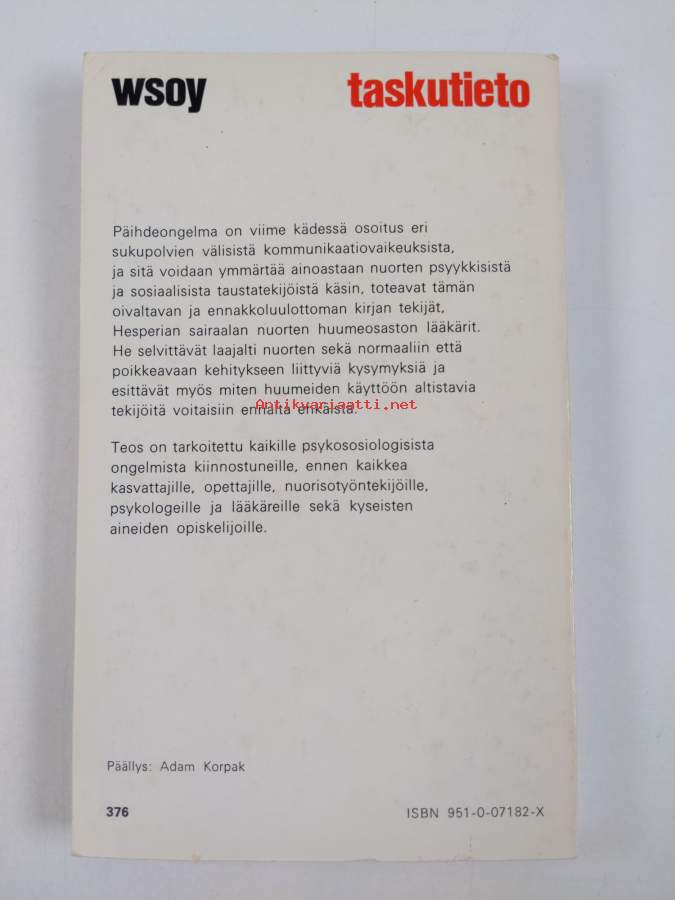 wsoy taskutieto
Päihdeongelma on viime kädessä osoitus eri
sukupolvien välisistä kommunikaatiovaikeuksista,
ja sitä voidaan ymmärtää ainoastaan nuorten psyykkisistä
ja sosiaalisista taustatekijöistä käsin, toteavat tämän
oivaltavan ja ennakkoluulottoman kirjan tekijät,
Hesperian sairaalan nuorten huumeosaston lääkärit.
He selvittävät laajalti nuorten sekä normaaliin että
poikkeavaan kehitykseen liittyviä kysymyksiä ja
esittävät myös miten huumeiden käyttöön altistavia
tekijöitä voitaisiin ennalta ehkäistä.
Antikvariaatti.net
Teos on tarkoitettu kaikille psykososiologisista
ongelmista kiinnostuneille, ennen kaikkea
kasvattajille, opettajille, nuorisotyöntekijöille,
psykologeille ja lääkäreille sekä kyseisten
aineiden opiskelijoille.
Päällys: Adam Korpak
376 ISBN 951-0-07182-X